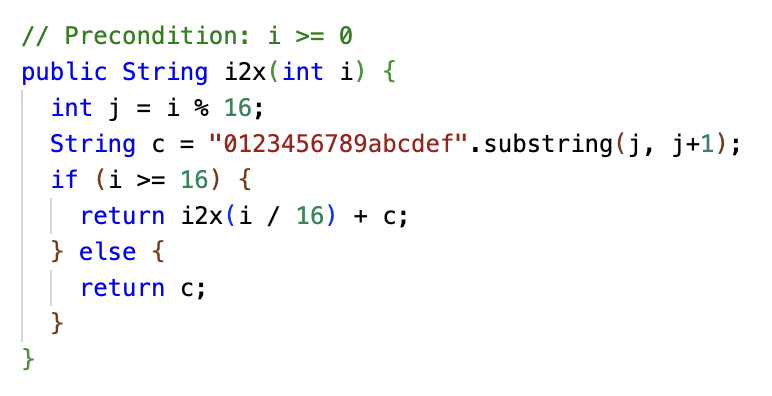 // Precondition: i >= 0
public String i2x(int i) {
  int j = i % 16;
  String c = "0123456789abcdef".substring(j, j+1);
  if (i >= 16) {
    return i2x(i / 16) + c;
  } else {
    return c;
  }
}